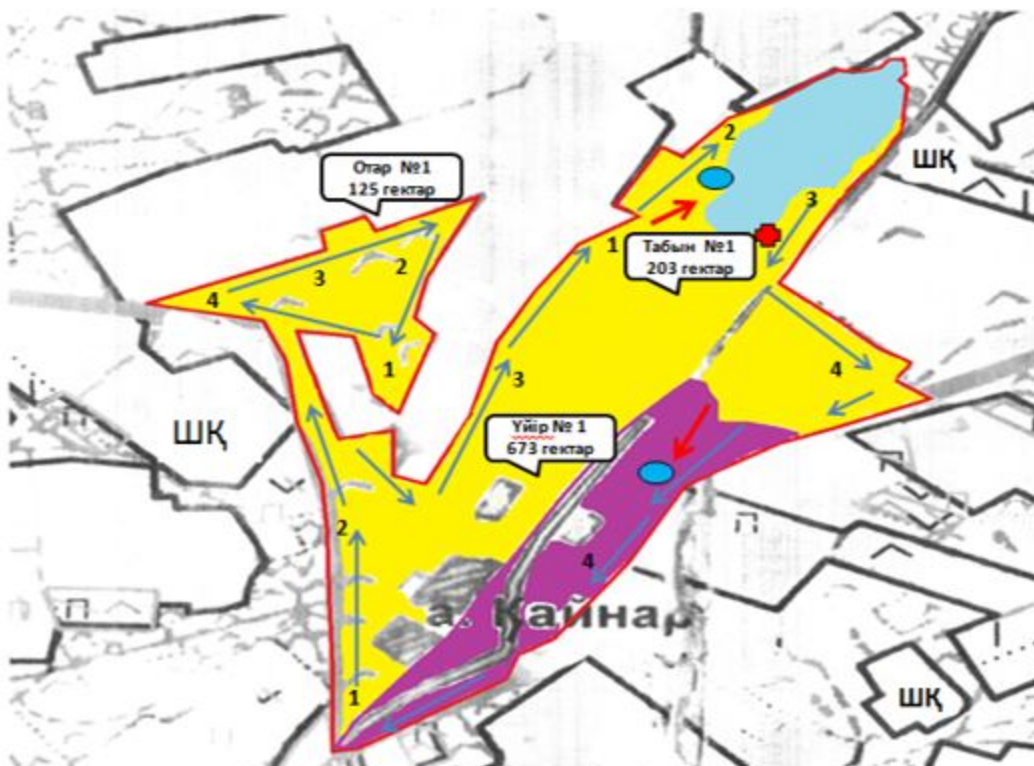 АКСУ
2
ШҚ
Отар №1
125 гектар
3
1
Табын №1
203 гектар
2
3
4
1
4
3
Үйір № 1
673 гектар
ШҚ
2
4
а. Қайнар
1
ШҚ